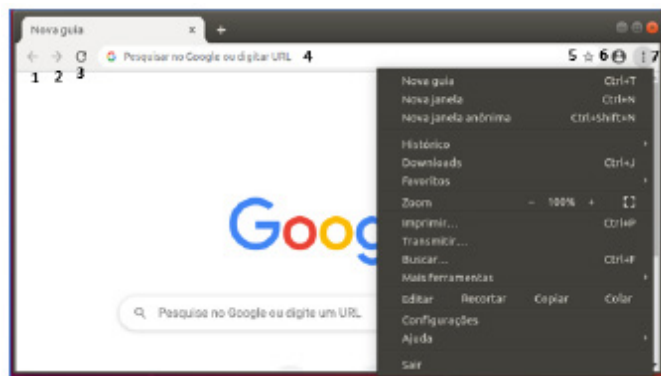 Nova guia
Pesquisar no Google ou digitar URL 4 5 6 7
1 2 3
Nova guia Ctrl+T
Nova janela Ctrl+N
Nova janela anônima Ctrl+Shift+N
Histórico
Downloads Ctrl+J
Favoritos
Zoom - 100% +
Imprimir... Ctrl+P
Transmitir...
Buscar... Ctrl+F
Mais ferramentas
Editar Recortar Copiar Colar
Configurações
Ajuda
Sair
Goog
Pesquise no Google ou digite um URL